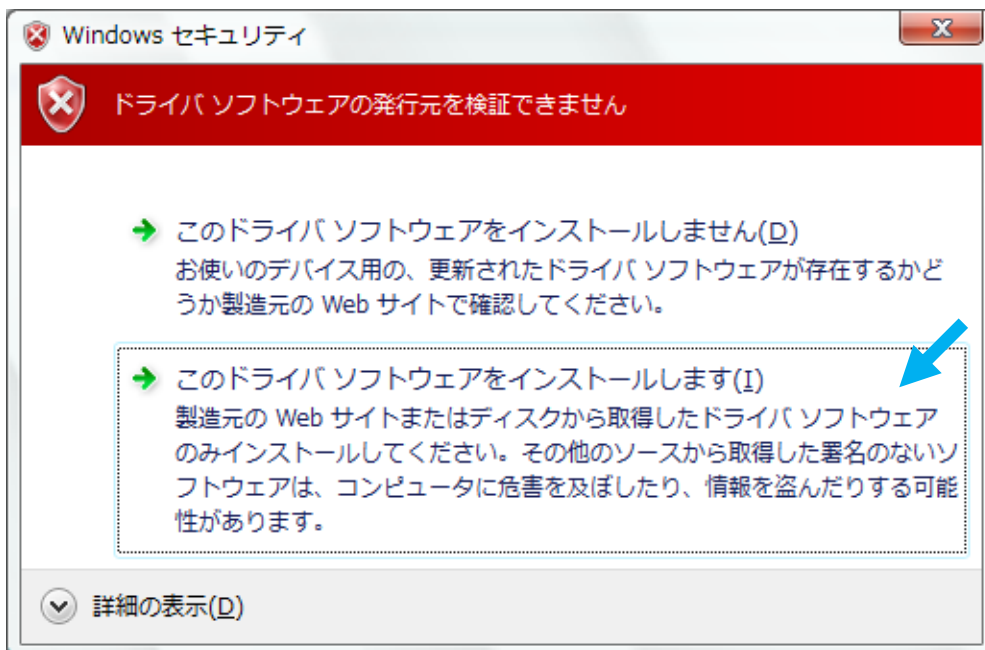 Windows セキュリティ
ドライバ ソフトウェアの発行元を検証できません
このドライバ ソフトウェアをインストールしません(D)
お使いのデバイス用の、更新されたドライバ ソフトウェアが存在するかど
うか製造元の Web サイトで確認してください。
このドライバ ソフトウェアをインストールします(I)
製造元の Web サイトまたはディスクから取得したドライバ ソフトウェア
のみインストールしてください。その他のソースから取得した署名のないソ
フトウェアは、コンピュータに危害を及ぼしたり、情報を盗んだりする可能
性があります。
詳細の表示(D)